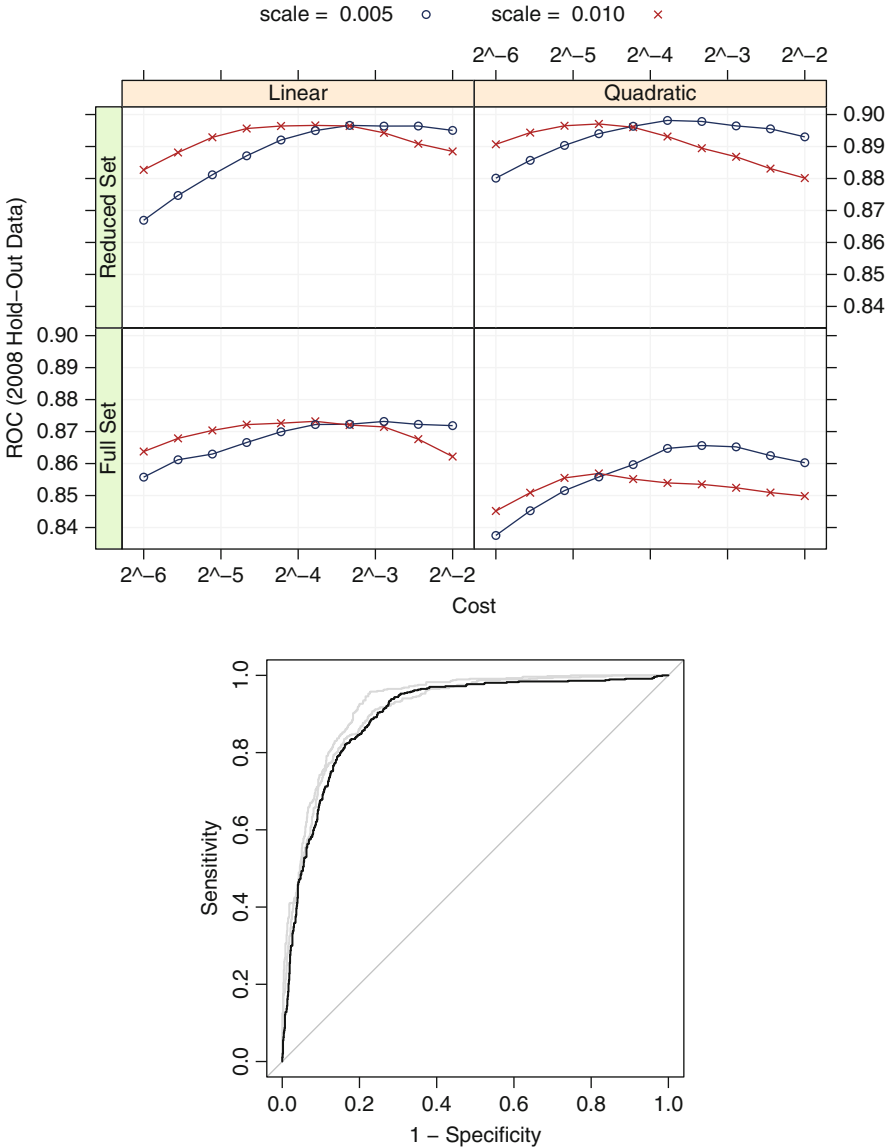 scale = 0.005 scale = 0.010
2^−6 2^−5 2^−4 2^−3 2^−2
Linear Quadratic
Reduced Set
0.90
0.89
0.88
0.87
0.86
0.85
0.84
ROC (2008 Hold−Out Data)
Full Set
0.90
0.89
0.88
0.87
0.86
0.85
0.84
2^−6 2^−5 2^−4 2^−3 2^−2
Cost
Sensitivity
1.0
0.8
0.6
0.4
0.2
0.0
0.0 0.2 0.4 0.6 0.8 1.0
1 − Specificity